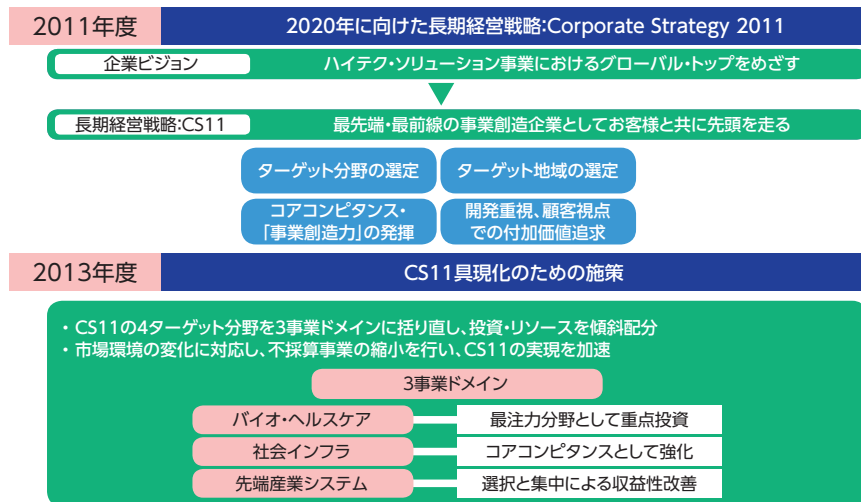 2011年度
2020年に向けた長期経営戦略:Corporate Strategy 2011
企業ビジョン
ハイテク・ソリューション事業におけるグローバル・トップをめざす
長期経営戦略:CS11
最先端・最前線の事業創造企業としてお客様と共に先頭を走る
ターゲット分野の選定
ターゲット地域の選定
コアコンピタンス・
「事業創造力」の発揮
開発重視、顧客視点
での付加価値追求
2013年度
CS11具現化のための施策
・CS11の4ターゲット分野を3事業ドメインに括り直し、投資・リソースを傾斜配分
・市場環境の変化に対応し、不採算事業の縮小を行い、CS11の実現を加速
3事業ドメイン
バイオ・ヘルスケア
最注力分野として重点投資
社会インフラ
コアコンピタンスとして強化
先端産業システム
選択と集中による収益性改善